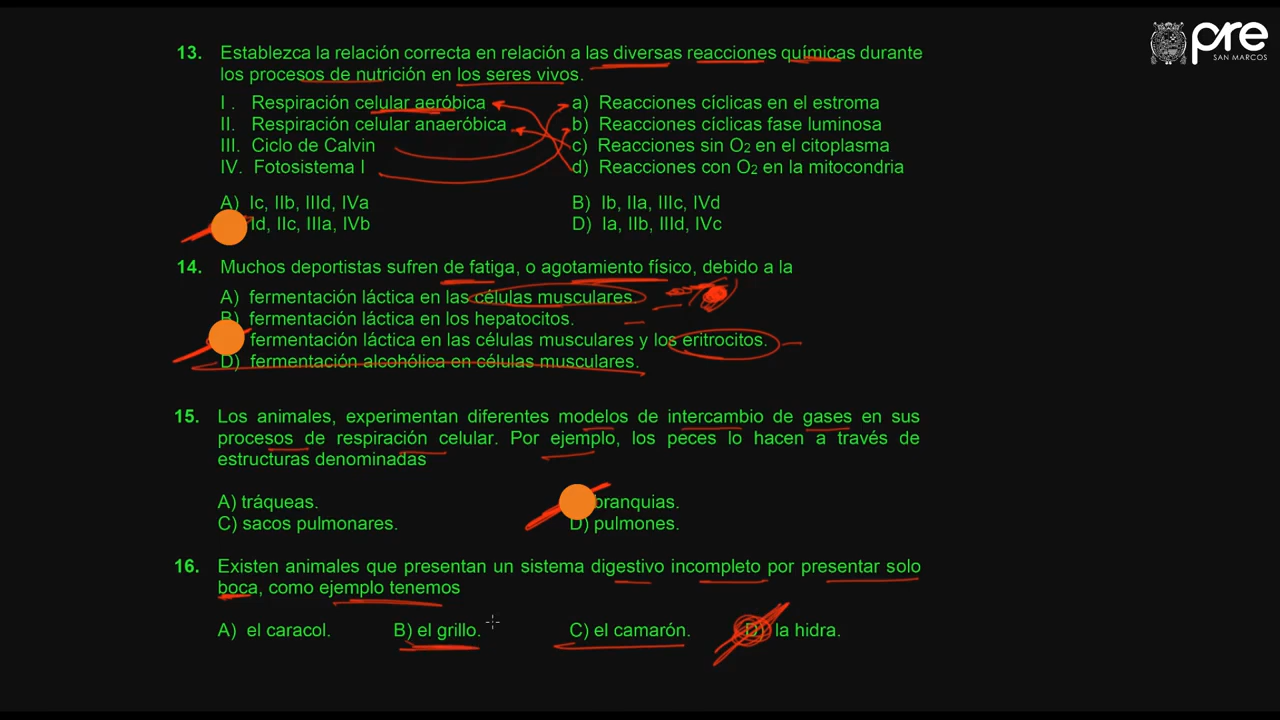 pre
SAN MARCOS
13. Establezca la relación correcta en relación a las diversas reacciones químicas durante
los procesos de nutrición en los seres vivos.
I . Respiración celular aeróbica a) Reacciones cíclicas en el estroma
II. Respiración celular anaeróbica b) Reacciones cíclicas fase luminosa
III. Ciclo de Calvin c) Reacciones sin O2 en el citoplasma
IV. Fotosistema I d) Reacciones con O2 en la mitocondria
A) Ic, IIb, IIId, IVa B) Ib, IIa, IIIc, IVd
Id, IIc, IIIa, IVb D) Ia, IIb, IIId, IVc
14. Muchos deportistas sufren de fatiga, o agotamiento físico, debido a la
A) fermentación láctica en las células musculares.
B) fermentación láctica en los hepatocitos.
fermentación láctica en las células musculares y los eritrocitos.
D) fermentación alcohólica en células musculares.
15. Los animales, experimentan diferentes modelos de intercambio de gases en sus
procesos de respiración celular. Por ejemplo, los peces lo hacen a través de
estructuras denominadas
A) tráqueas. branquias.
C) sacos pulmonares. D) pulmones.
16. Existen animales que presentan un sistema digestivo incompleto por presentar solo
boca, como ejemplo tenemos
A) el caracol. B) el grillo. C) el camarón. D) la hidra.